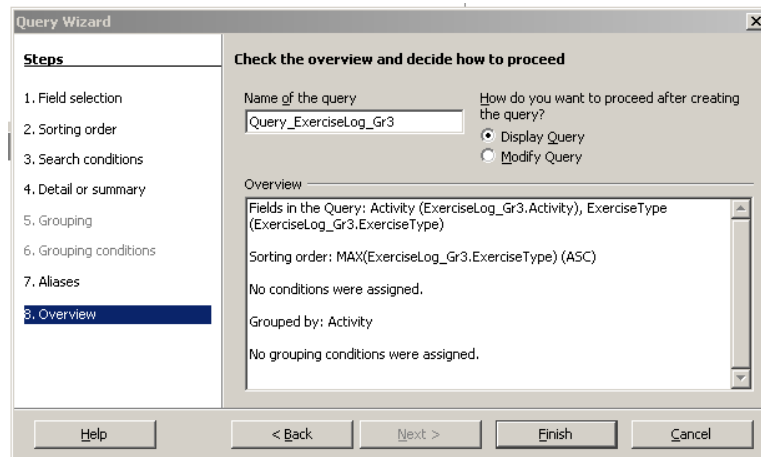 Query Wizard
Steps
1. Field selection
2. Sorting order
3. Search conditions
4. Detail or summary
5. Grouping
6. Grouping conditions
7. Aliases
8. Overview
Check the overview and decide how to proceed
Name of the query
Query_ExerciseLog_Gr3
How do you want to proceed after creating
the query?
Display Query
Modify Query
Overview
Fields in the Query: Activity (ExerciseLog_Gr3.Activity), ExerciseType
(ExerciseLog_Gr3.ExerciseType)
Sorting order: MAX(ExerciseLog_Gr3.ExerciseType) (ASC)
No conditions were assigned.
Grouped by: Activity
No grouping conditions were assigned.
Help
< Back
Next >
Finish
Cancel